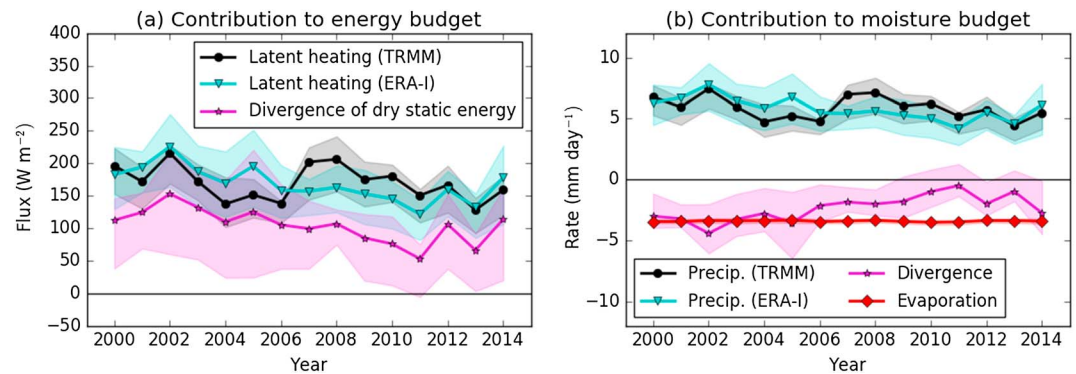 (a) Contribution to energy budget
400
350
300
250
200
150
100
50
0
−50
Flux (W m⁻²)
Latent heating (TRMM)
Latent heating (ERA-I)
Divergence of dry static energy
2000 2002 2004 2006 2008 2010 2012 2014
Year
(b) Contribution to moisture budget
10
5
0
−5
−10
Rate (mm day⁻¹)
Precip. (TRMM)
Precip. (ERA-I)
Divergence
Evaporation
2000 2002 2004 2006 2008 2010 2012 2014
Year